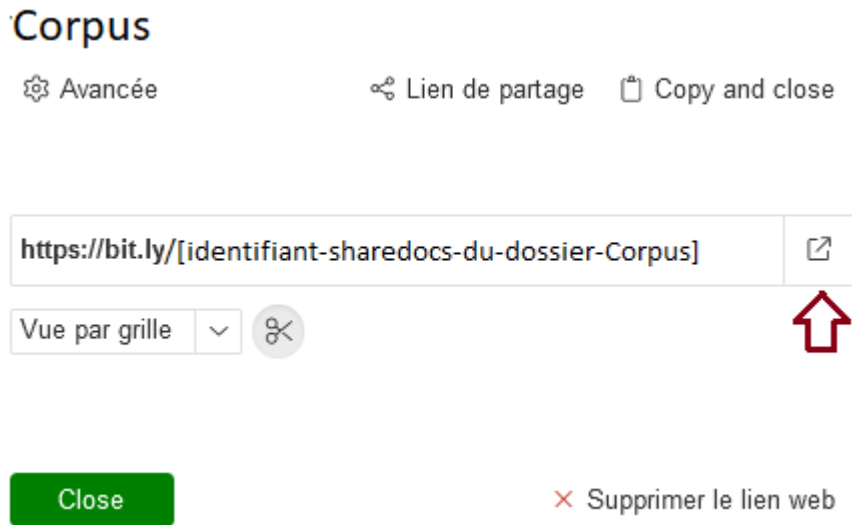 Corpus
Avancée Lien de partage Copy and close
https://bit.ly/[identifiant-sharedocs-du-dossier-Corpus]
Vue par grille
Close Supprimer le lien web